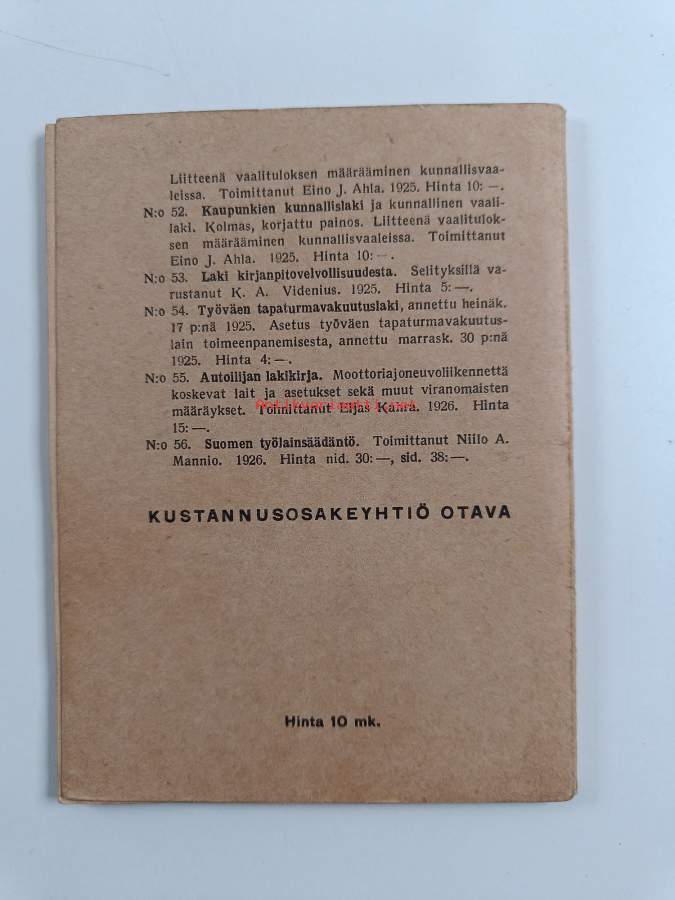 Liitteenä vaalituloksen määrääminen kunnallisvaa-
leissa. Toimittanut Eino J. Ahla. 1925. Hinta 10: —.
N:o 52. Kaupunkien kunnallislaki ja kunnallinen vaali-
laki. Kolmas, korjattu painos. Liitteenä vaalitulok-
sen määrääminen kunnallisvaaleissa. Toimittanut
Eino J. Ahla. 1925. Hinta 10: —.
N:o 53. Laki kirjanpitovelvollisuudesta. Selityksillä va-
rustanut K. A. Videnius. 1925. Hinta 5: —.
N:o 54. Työväen tapaturmavakuutuslaki, annettu heinäk.
17 p:nä 1925. Asetus työväen tapaturmavakuutus-
lain toimeenpanemisesta, annettu marrask. 30 p:nä
1925. Hinta 4: —.
N:o 55. Autoilijan lakikirja. Moottoriajoneuvoliikennettä
koskevat lait ja asetukset sekä muut viranomaisten
määräykset. Toimittanut Eljas Kahra. 1926. Hinta
15: —.
N:o 56. Suomen työlainsäädäntö. Toimittanut Niilo A.
Mannio. 1926. Hinta nid. 30: —, sid. 38: —.
KUSTANNUSOSAKEYHTIÖ OTAVA
Hinta 10 mk.